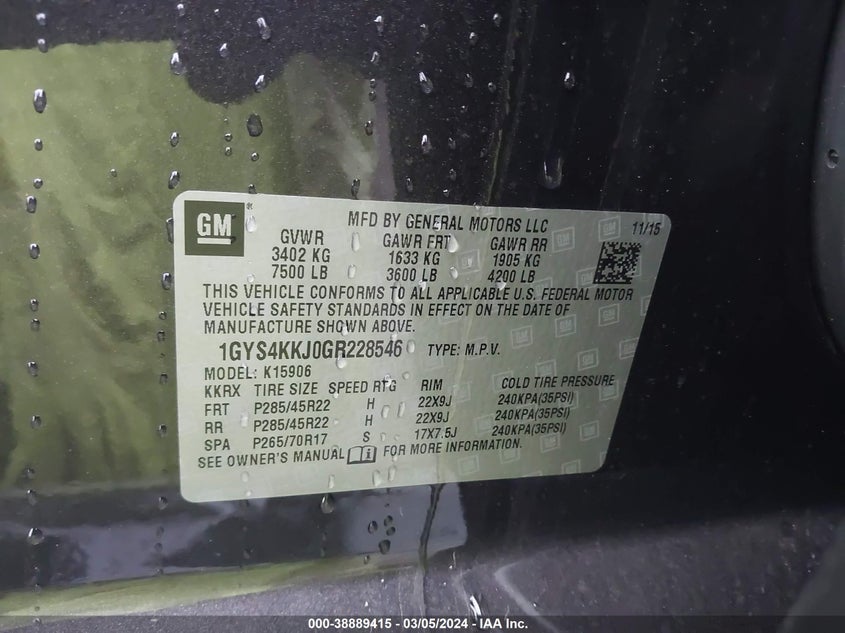 GM
MFD BY GENERAL MOTORS LLC 11/15
GVWR GAWR FRT GAWR RR
3402 KG 1633 KG 1905 KG
7500 LB 3600 LB 4200 LB
THIS VEHICLE CONFORMS TO ALL APPLICABLE U.S. FEDERAL MOTOR
VEHICLE SAFETY STANDARDS IN EFFECT ON THE DATE OF
MANUFACTURE SHOWN ABOVE.
1GYS4KKJ0GR228546 TYPE: M.P.V.
MODEL: K15906
KKRX TIRE SIZE SPEED RTG RIM COLD TIRE PRESSURE
FRT P285/45R22 H 22X9J 240KPA(35PSI)
RR P285/45R22 H 22X9J 240KPA(35PSI)
SPA P265/70R17 S 17X7.5J 240KPA(35PSI)
SEE OWNER'S MANUAL FOR MORE INFORMATION.
000-38889415 - 03/05/2024 - IAA Inc.